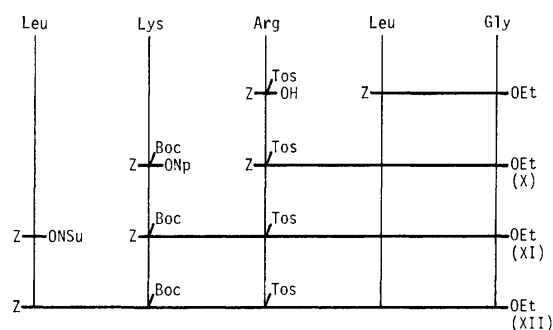 Leu Lys Arg Leu Gly
Tos
Z OH Z OEt
Boc Tos
Z ONp Z OEt
(X)
Boc Tos
Z ONSu Z OEt
(XI)
Boc Tos
Z OEt
(XII)